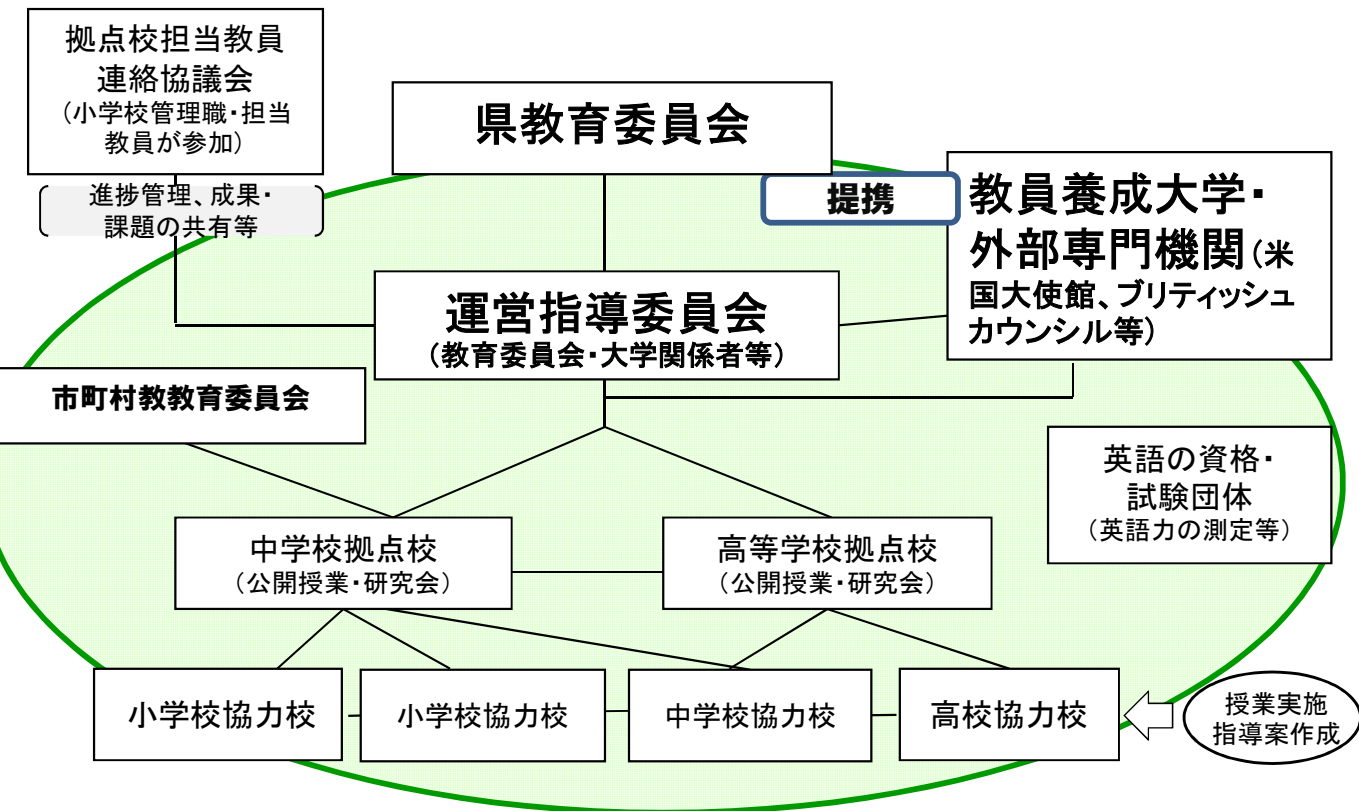 拠点校担当教員
連絡協議会
(小学校管理職・担当
教員が参加)
進捗管理、成果・
課題の共有等
県教育委員会
提携
教員養成大学・
外部専門機関(米
国大使館、ブリティッシュ
カウンシル等)
運営指導委員会
(教育委員会・大学関係者等)
市町村教教育委員会
英語の資格・
試験団体
(英語力の測定等)
中学校拠点校
(公開授業・研究会)
高等学校拠点校
(公開授業・研究会)
小学校協力校
小学校協力校
中学校協力校
高校協力校
授業実施
指導案作成